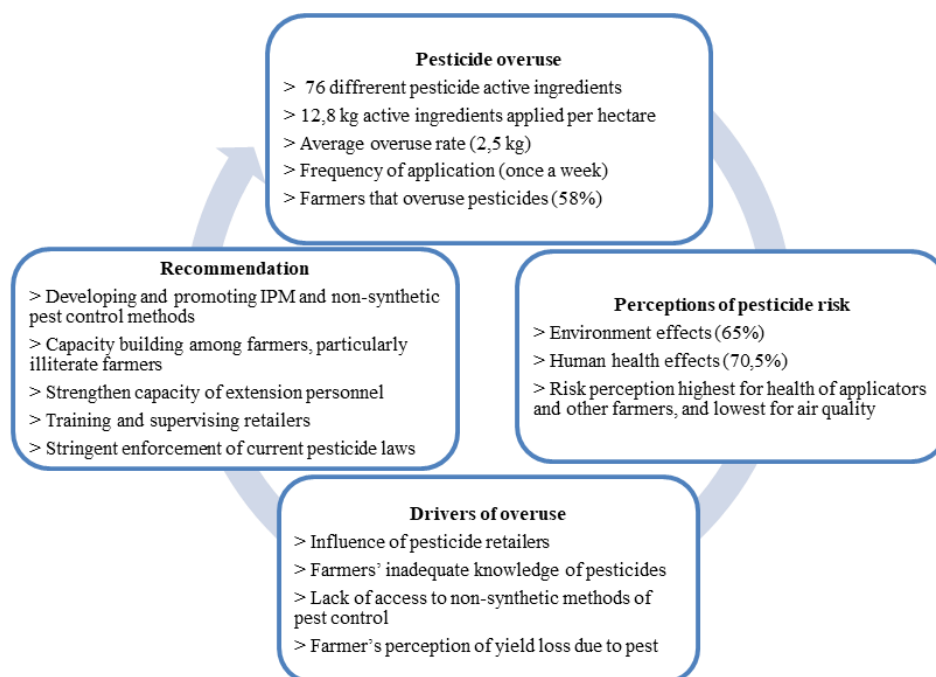 Pesticide overuse
> 76 diffrerent pesticide active ingredients
> 12,8 kg active ingredients applied per hectare
> Average overuse rate (2,5 kg)
> Frequency of application (once a week)
> Farmers that overuse pesticides (58%)
Perceptions of pesticide risk
> Environment effects (65%)
> Human health effects (70,5%)
> Risk perception highest for health of applicators
and other farmers, and lowest for air quality
Drivers of overuse
> Influence of pesticide retailers
> Farmers’ inadequate knowledge of pesticides
> Lack of access to non-synthetic methods of
pest control
> Farmer’s perception of yield loss due to pest
Recommendation
> Developing and promoting IPM and non-synthetic
pest control methods
> Capacity building among farmers, particularly
illiterate farmers
> Strengthen capacity of extension personnel
> Training and supervising retailers
> Stringent enforcement of current pesticide laws